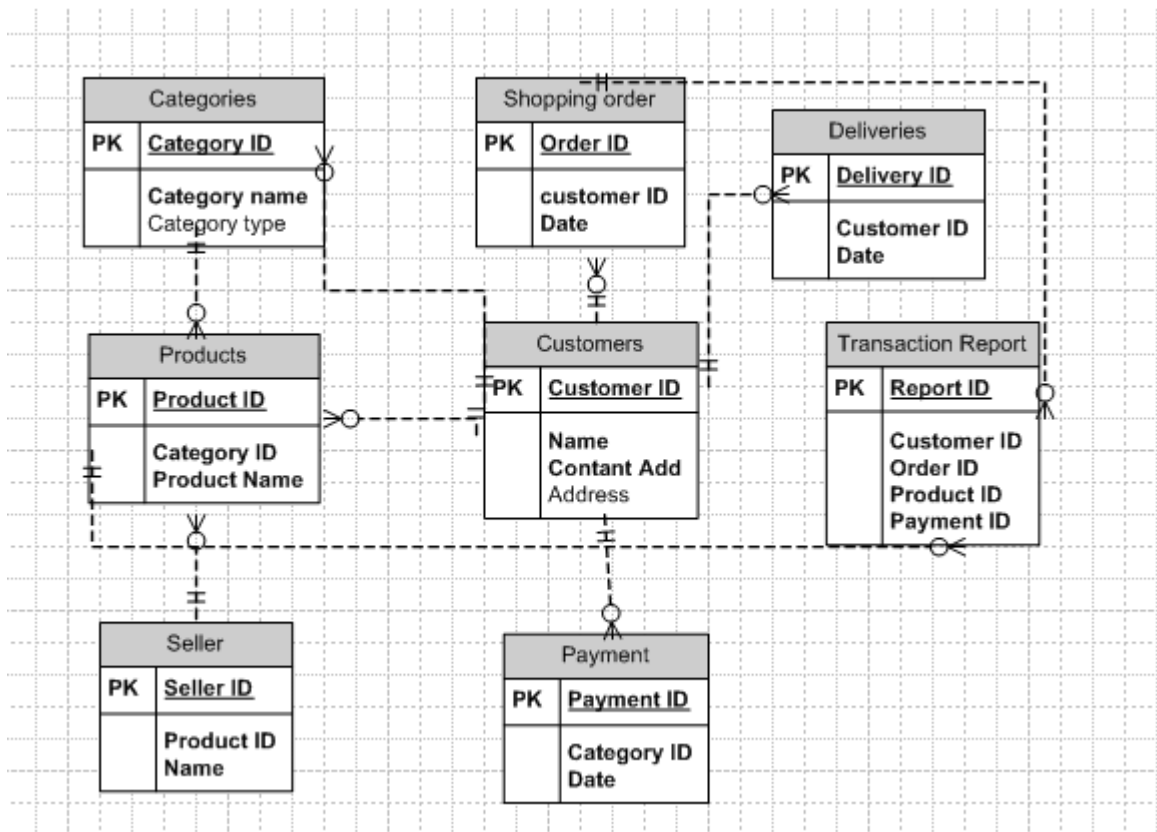 Categories
PK Category ID
Category name
Category type
Shopping order
PK Order ID
customer ID
Date
Deliveries
PK Delivery ID
Customer ID
Date
Products
PK Product ID
Category ID
Product Name
Customers
PK Customer ID
Name
Contant Add
Address
Transaction Report
PK Report ID
Customer ID
Order ID
Product ID
Payment ID
Seller
PK Seller ID
Product ID
Name
Payment
PK Payment ID
Category ID
Date